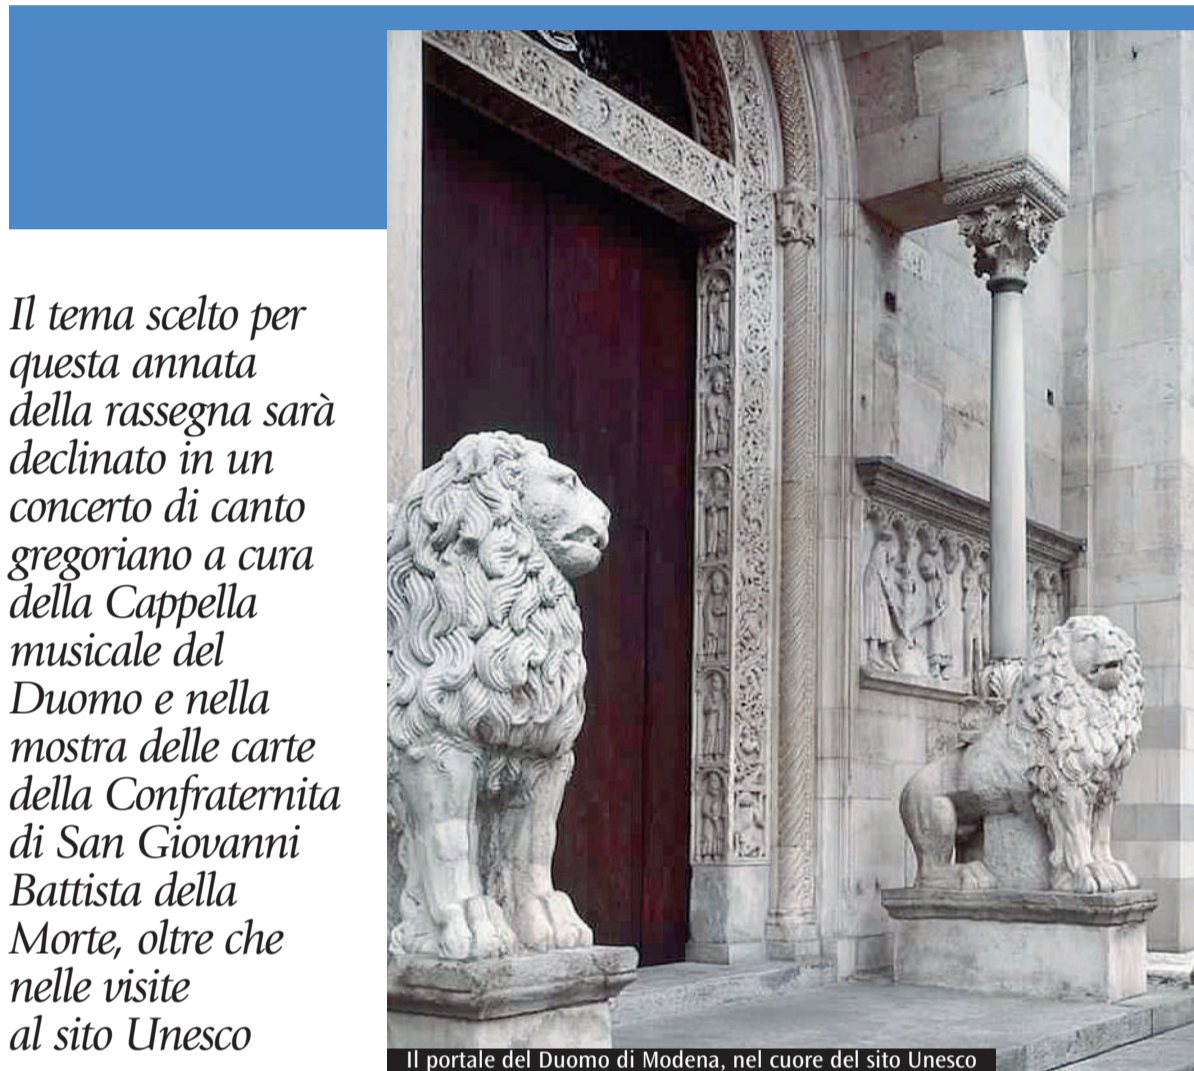 Il tema scelto per
questa annata
della rassegna sarà
declinato in un
concerto di canto
gregoriano a cura
della Cappella
musicale del
Duomo e nella
mostra delle carte
della Confraternita
di San Giovanni
Battista della
Morte, oltre che
nelle visite
al sito Unesco
Il portale del Duomo di Modena, nel cuore del sito Unesco